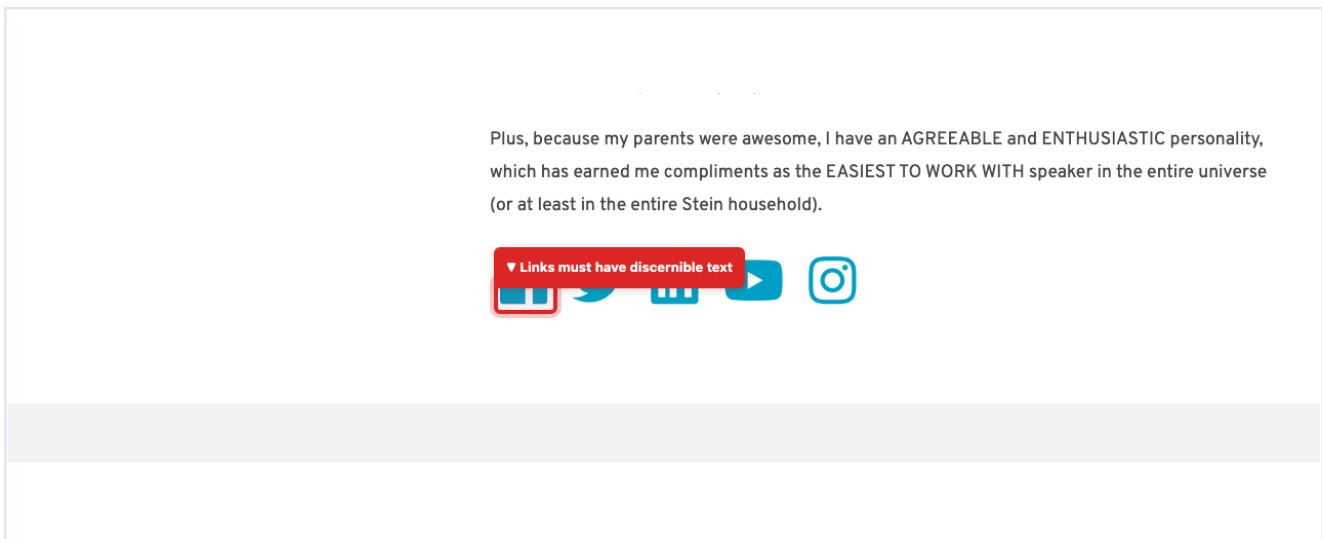 Plus, because my parents were awesome, I have an AGREEABLE and ENTHUSIASTIC personality,
which has earned me compliments as the EASIEST TO WORK WITH speaker in the entire universe
(or at least in the entire Stein household).
▼ Links must have discernible text